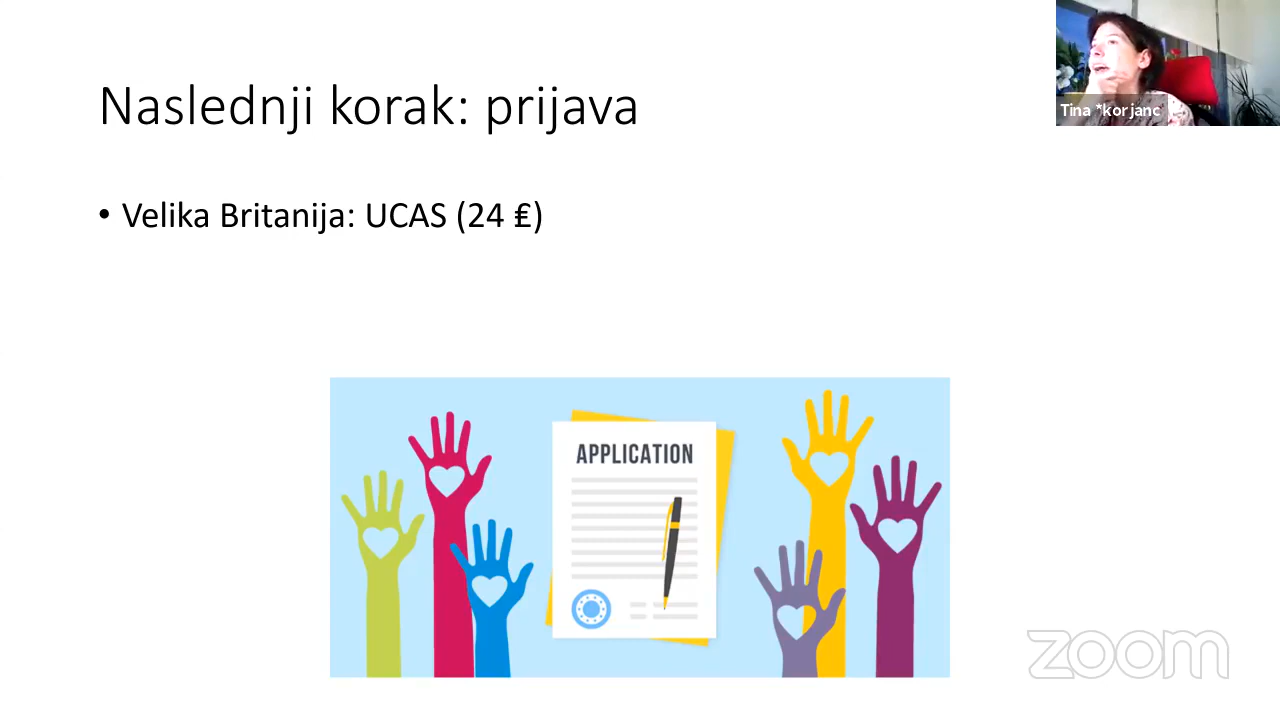 Naslednji korak: prijava
Tina *korjanc
• Velika Britanija: UCAS (24 ₤)
APPLICATION
zoom